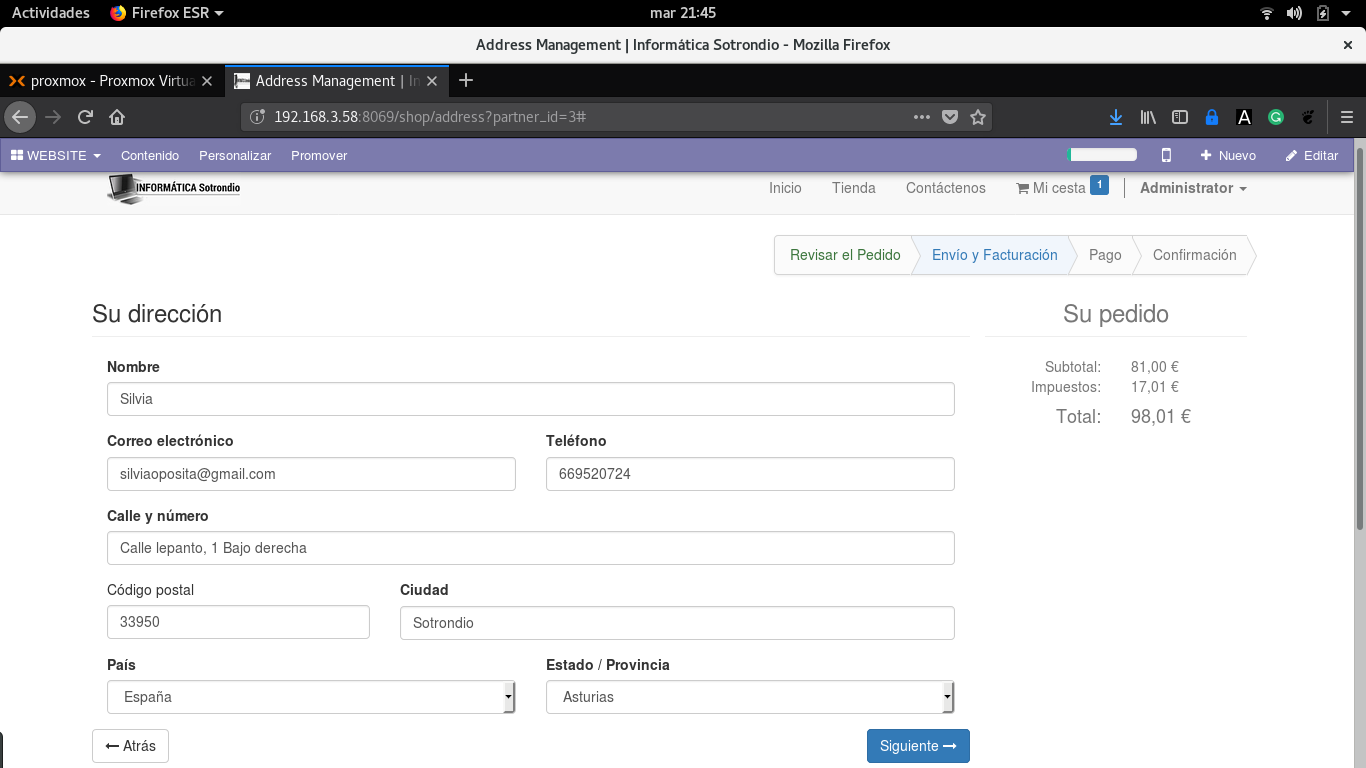 Actividades Firefox ESR mar 21:45
Address Management | Informática Sotrondio - Mozilla Firefox
proxmox - Proxmox Virtua Address Management | In
192.168.3.58:8069/shop/address?partner_id=3#
WEBSITE Contenido Personalizar Promover Nuevo Editar
INFORMÁTICA Sotrondio Inicio Tienda Contáctenos Mi cesta 1 Administrator
Revisar el Pedido Envío y Facturación Pago Confirmación
Su dirección
Su pedido
Nombre
Silvia
Subtotal: 81,00 €
Impuestos: 17,01 €
Total: 98,01 €
Correo electrónico Teléfono
silviaoposita@gmail.com 669520724
Calle y número
Calle lepanto, 1 Bajo derecha
Código postal Ciudad
33950 Sotrondio
País Estado / Provincia
España Asturias
Atrás Siguiente